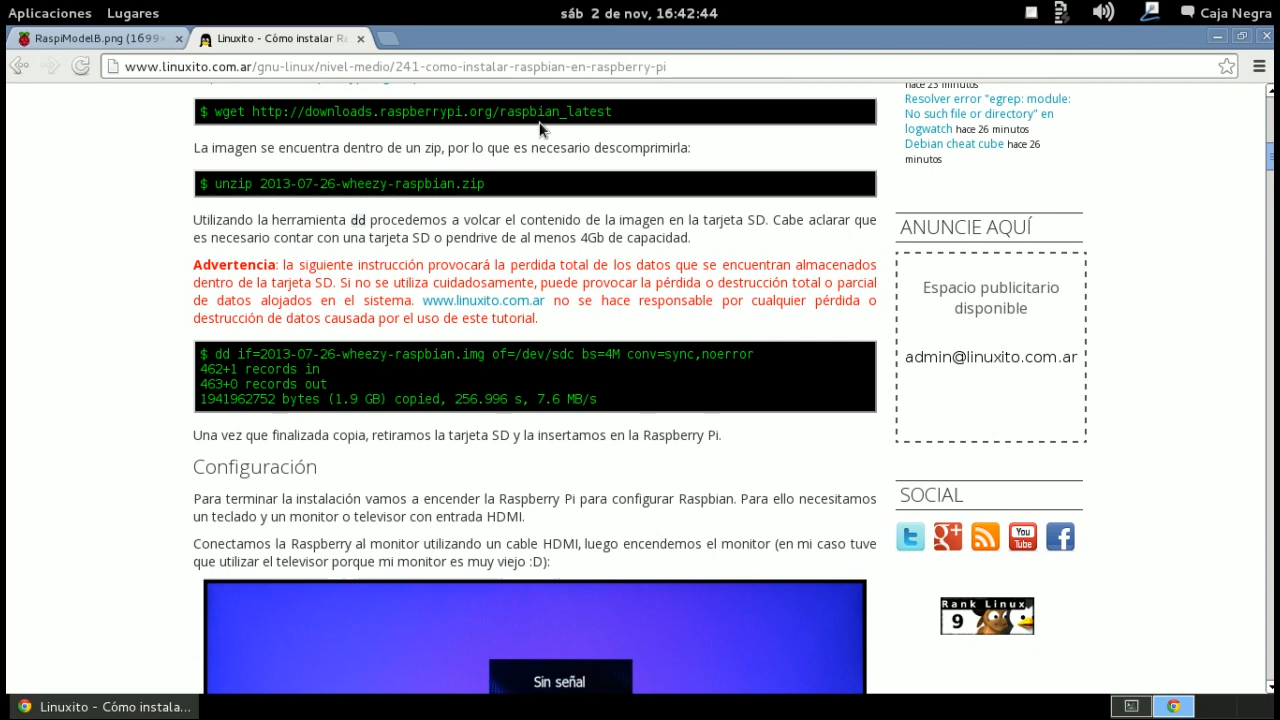 Aplicaciones Lugares sáb 2 de nov, 16:42:44 Caja Negra
RaspiModelB.png (1699× Linuxito - Cómo instalar Ra
www.linuxito.com.ar/gnu-linux/nivel-medio/241-como-instalar-raspbian-en-raspberry-pi
$ wget http://downloads.raspberrypi.org/raspbian_latest
La imagen se encuentra dentro de un zip, por lo que es necesario descomprimirla:
$ unzip 2013-07-26-wheezy-raspbian.zip
Utilizando la herramienta dd procedemos a volcar el contenido de la imagen en la tarjeta SD. Cabe aclarar que
es necesario contar con una tarjeta SD o pendrive de al menos 4Gb de capacidad.
Advertencia: la siguiente instrucción provocará la perdida total de los datos que se encuentran almacenados
dentro de la tarjeta SD. Si no se utiliza cuidadosamente, puede provocar la pérdida o destrucción total o parcial
de datos alojados en el sistema. www.linuxito.com.ar no se hace responsable por cualquier pérdida o
destrucción de datos causada por el uso de este tutorial.
$ dd if=2013-07-26-wheezy-raspbian.img of=/dev/sdc bs=4M conv=sync,noerror
462+1 records in
463+0 records out
1941962752 bytes (1.9 GB) copied, 256.996 s, 7.6 MB/s
Una vez que finalizada copia, retiramos la tarjeta SD y la insertamos en la Raspberry Pi.
Configuración
Para terminar la instalación vamos a encender la Raspberry Pi para configurar Raspbian. Para ello necesitamos
un teclado y un monitor o televisor con entrada HDMI.
Conectamos la Raspberry al monitor utilizando un cable HDMI, luego encendemos el monitor (en mi caso tuve
que utilizar el televisor porque mi monitor es muy viejo :D):
Sin señal
hace 23 minutos
Resolver error "egrep: module:
No such file or directory" en
logwatch hace 26 minutos
Debian cheat cube hace 26
minutos
ANUNCIE AQUÍ
Espacio publicitario
disponible
admin@linuxito.com.ar
SOCIAL
You
Tube
Rank Linux
9
Linuxito - Cómo instala...